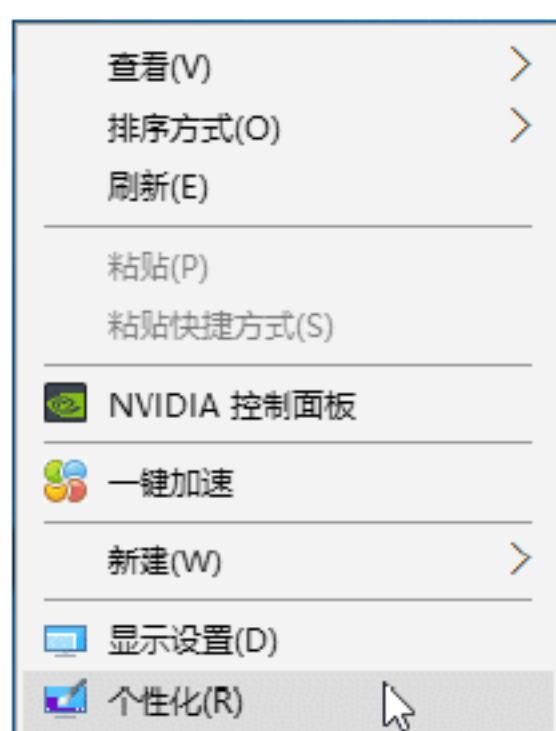 查看(V)
排序方式(O)
刷新(E)
粘贴(P)
粘贴快捷方式(S)
NVIDIA 控制面板
一键加速
新建(W)
显示设置(D)
个性化(R)